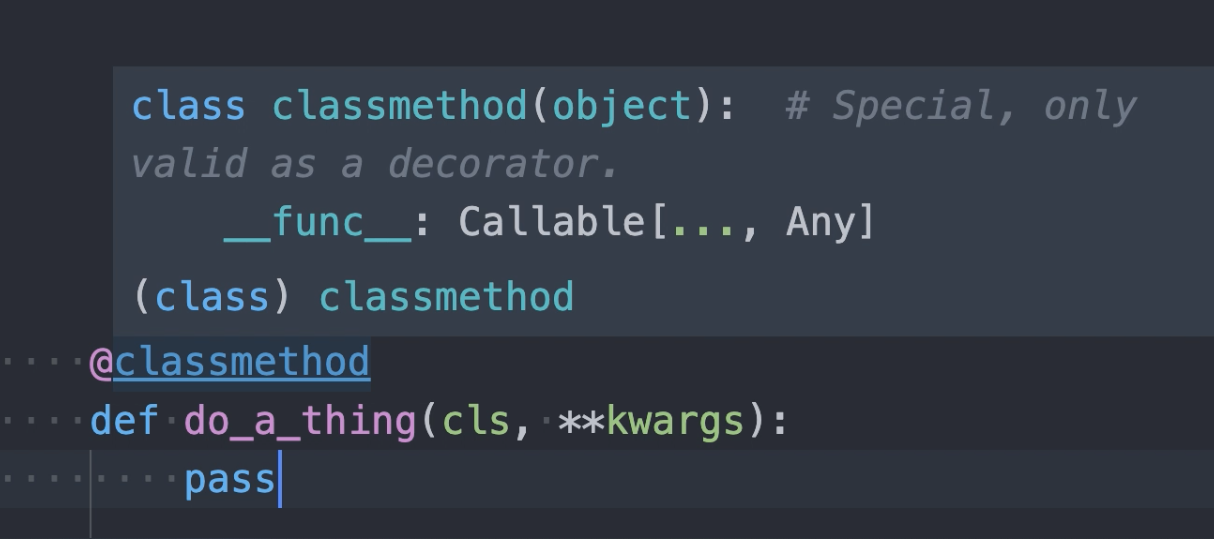 class classmethod(object):  # Special, only
valid as a decorator.
    __func__: Callable[..., Any]
(class) classmethod
    @classmethod
    def do_a_thing(cls, **kwargs):
        pass